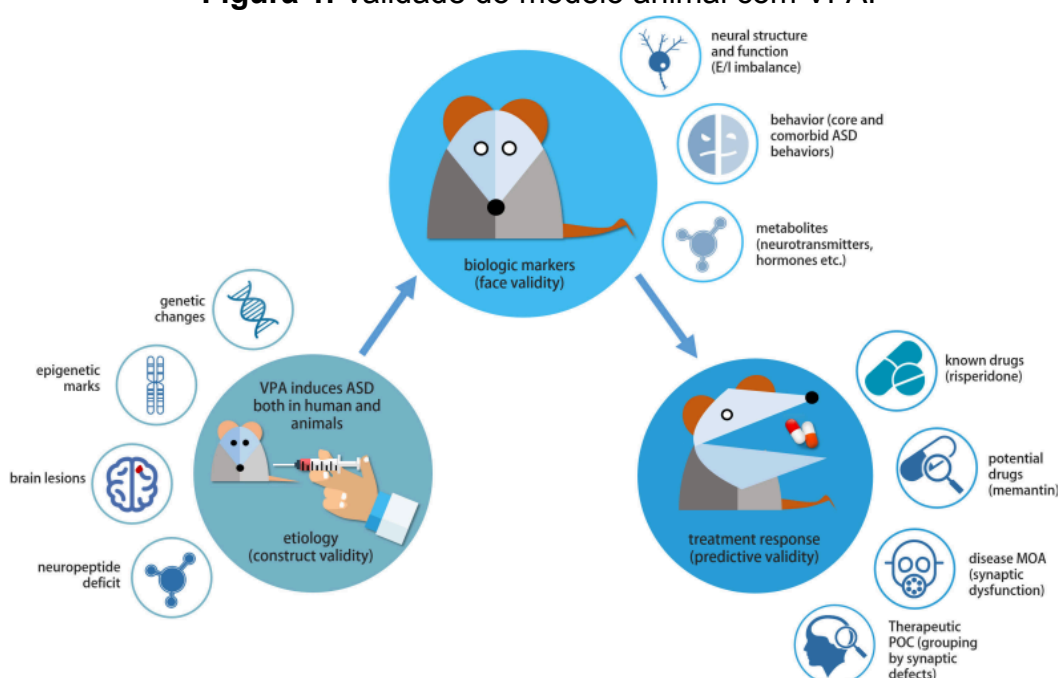 Figura 1. Validade do modelo animal com VPA.
neural structure
and function
(E/I imbalance)
behavior (core and
comorbid ASD
behaviors)
metabolites
(neurotransmitters,
hormones etc.)
biologic markers
(face validity)
genetic
changes
epigenetic
marks
brain lesions
neuropeptide
deficit
VPA induces ASD
both in human and
animals
etiology
(construct validity)
known drugs
(risperidone)
potential
drugs
(memantin)
disease MOA
(synaptic
dysfunction)
Therapeutic
POC (grouping
by synaptic
defects)
treatment response
(predictive validity)